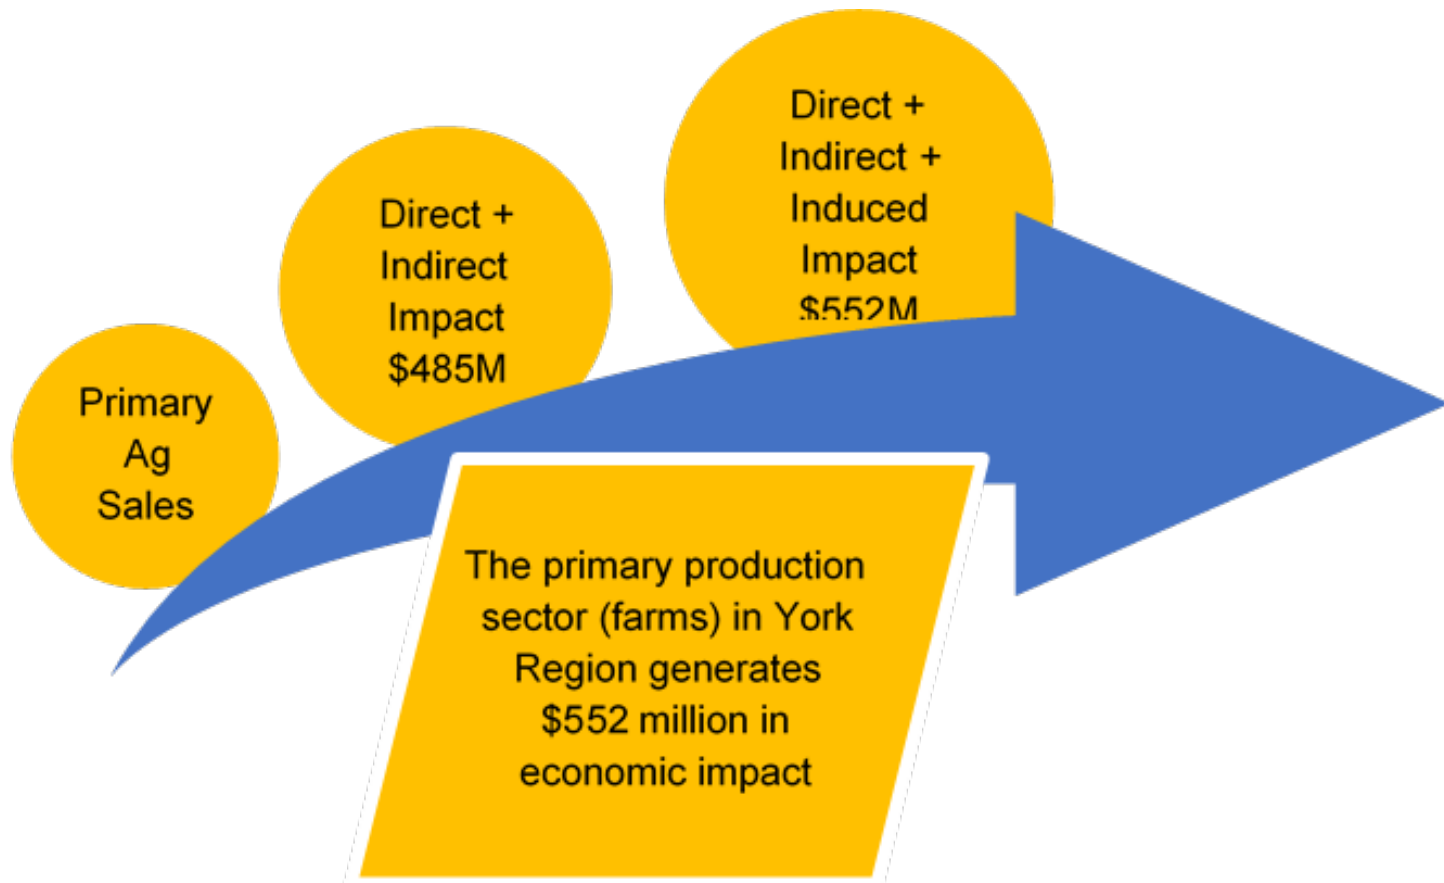 Primary
Ag
Sales
Direct +
Indirect
Impact
$485M
Direct +
Indirect +
Induced
Impact
$552M
The primary production
sector (farms) in York
Region generates
$552 million in
economic impact